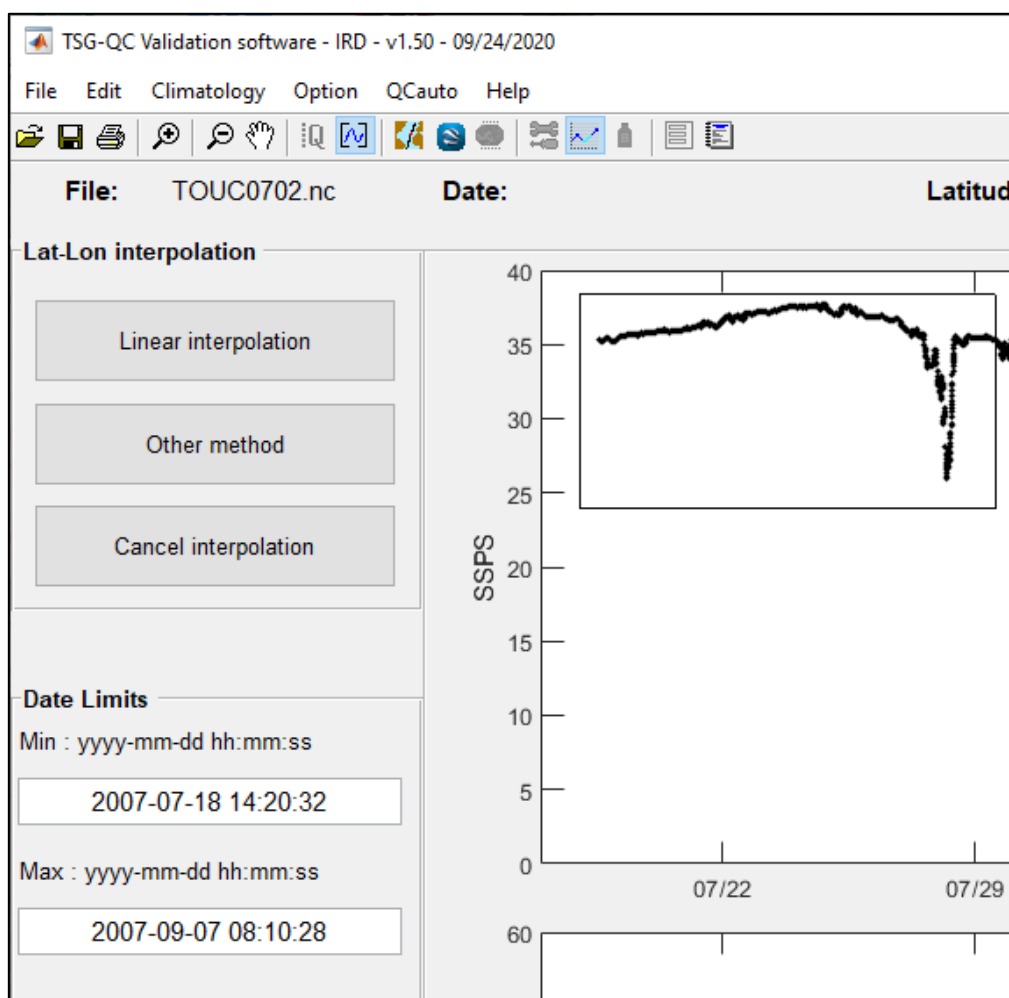 TSG-QC Validation software - IRD - v1.50 - 09/24/2020
File Edit Climatology Option QCauto Help
File: TOUC0702.nc Date: Latitud
Lat-Lon interpolation
Linear interpolation
Other method
Cancel interpolation
Date Limits
Min : yyyy-mm-dd hh:mm:ss
2007-07-18 14:20:32
Max : yyyy-mm-dd hh:mm:ss
2007-09-07 08:10:28
SSPS
40
35
30
25
20
15
10
5
0
07/22 07/29
60